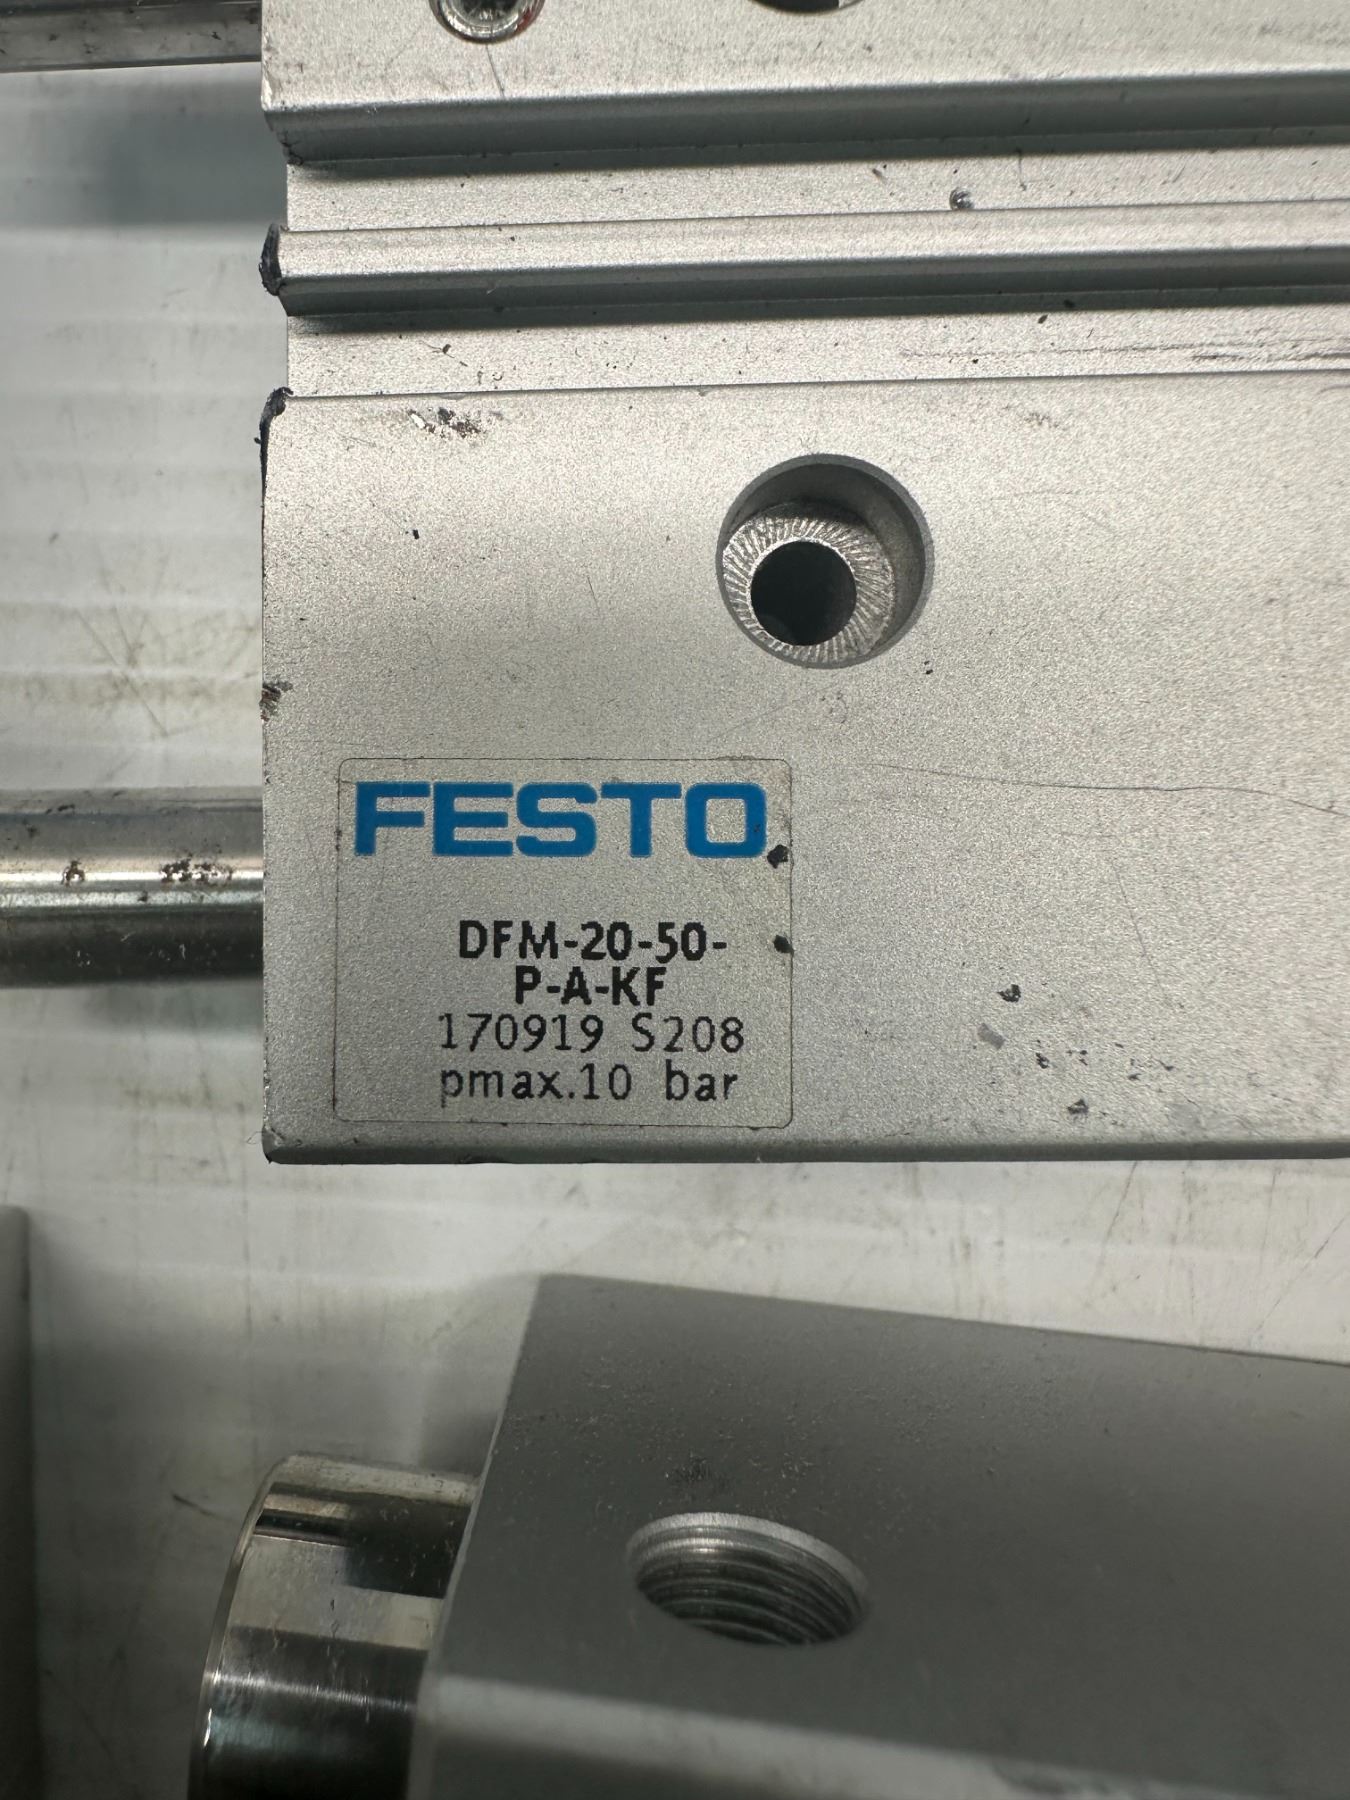 FESTO
DFM-20-50-
P-A-KF
170919 S208
pmax.10 bar